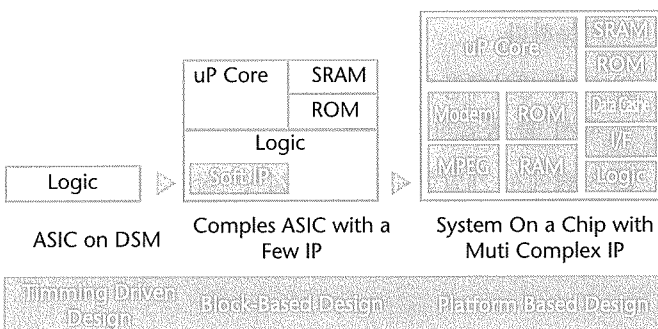 Logic
ASIC on DSM
uP Core
SRAM
ROM
Logic
Soft IP
Comples ASIC with a
Few IP
uP Core
SRAM
ROM
Modem
ROM
Data Cache
I/F
MPEG
RAM
Logic
System On a Chip with
Muti Complex IP
Timming Driven
Design
Block-Based Design
Platform Based Design